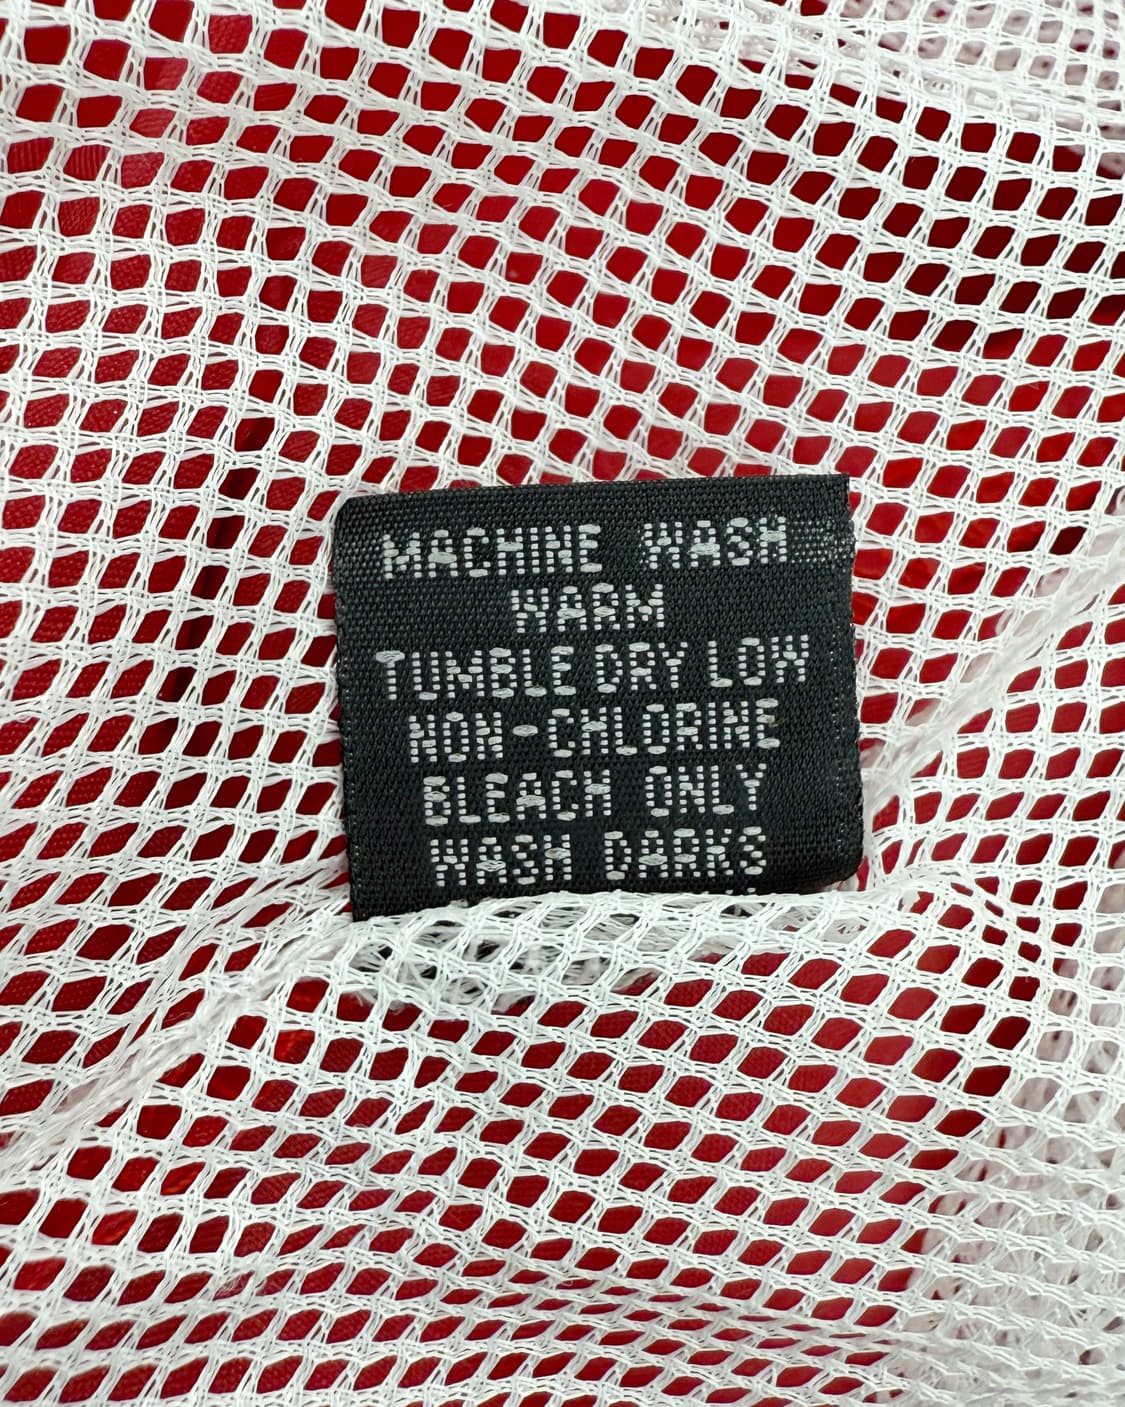 MACHINE WASH
WARM
TUMBLE DRY LOW
NON-CHLORINE
BLEACH ONLY
WASH DARKS